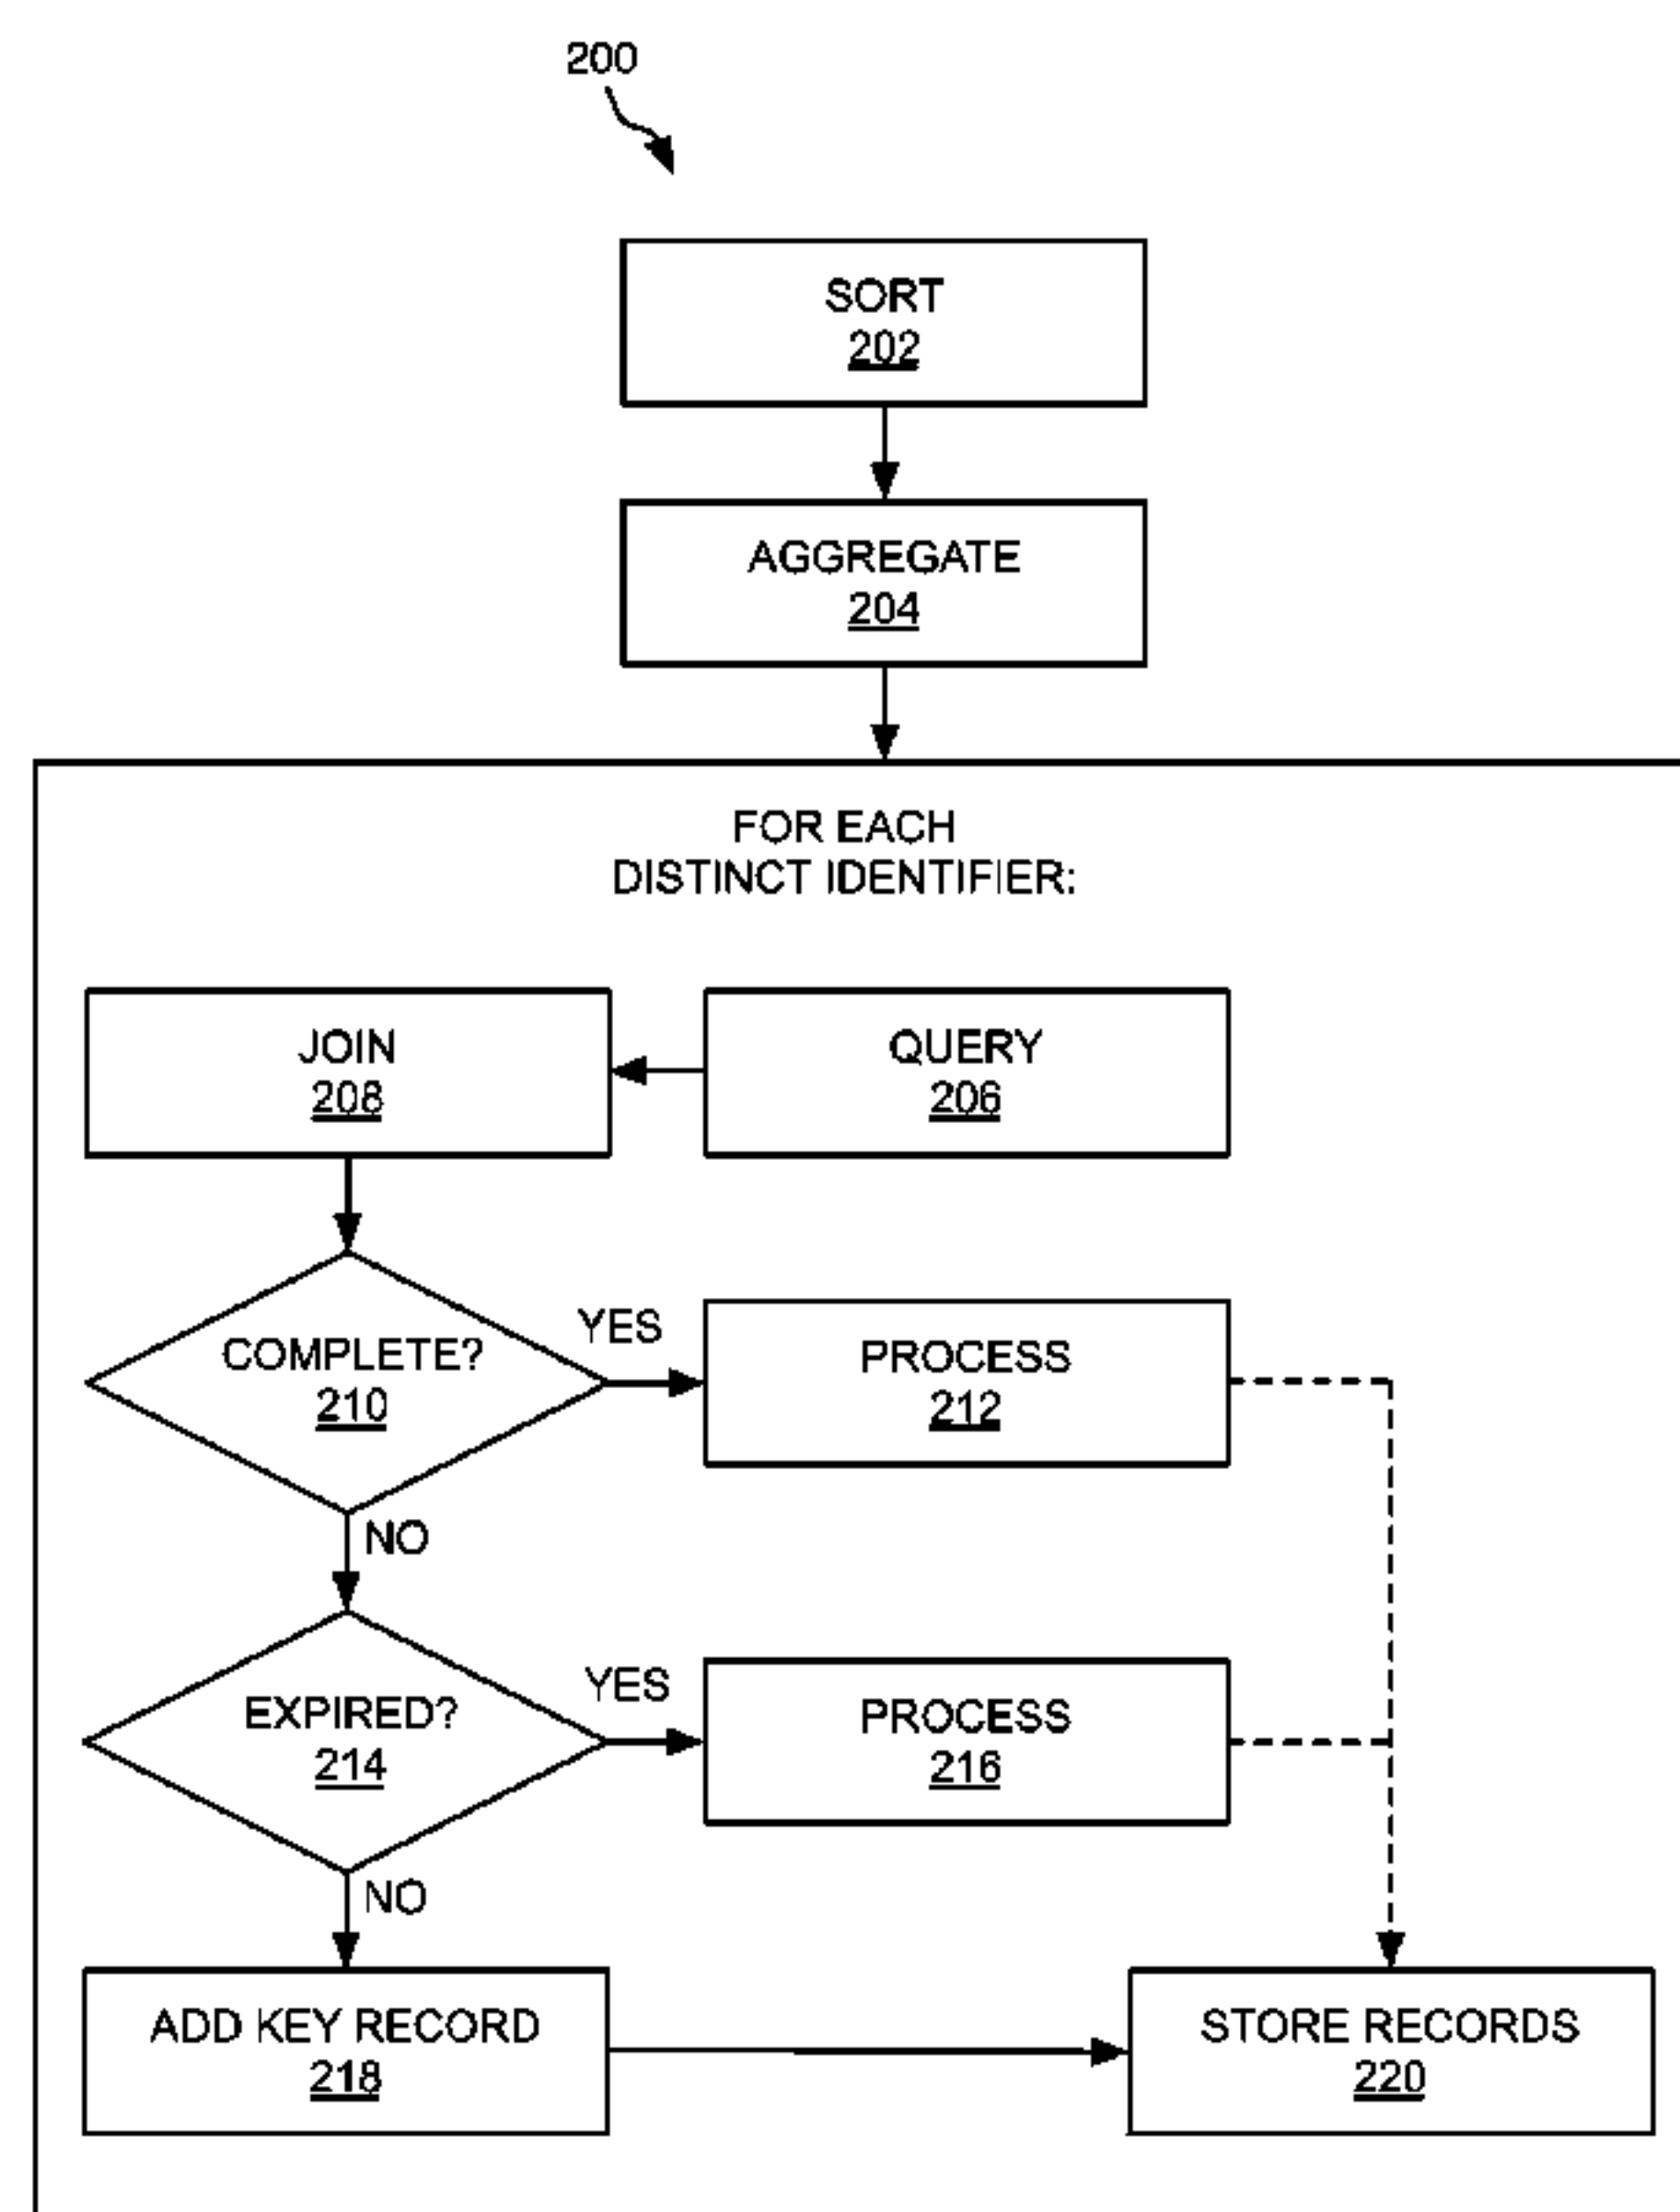 200
SORT
202
AGGREGATE
204
FOR EACH
DISTINCT IDENTIFIER:
JOIN
208
QUERY
206
COMPLETE?
210
YES
PROCESS
212
NO
EXPIRED?
214
YES
PROCESS
216
NO
ADD KEY RECORD
218
STORE RECORDS
220